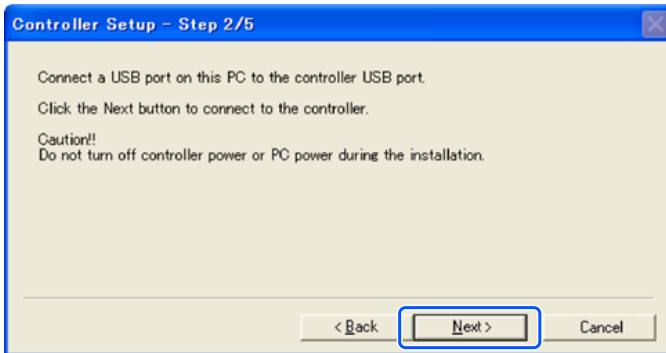 Controller Setup - Step 2/5
Connect a USB port on this PC to the controller USB port.
Click the Next button to connect to the controller.
Caution!!
Do not turn off controller power or PC power during the installation.
< Back
Next >
Cancel